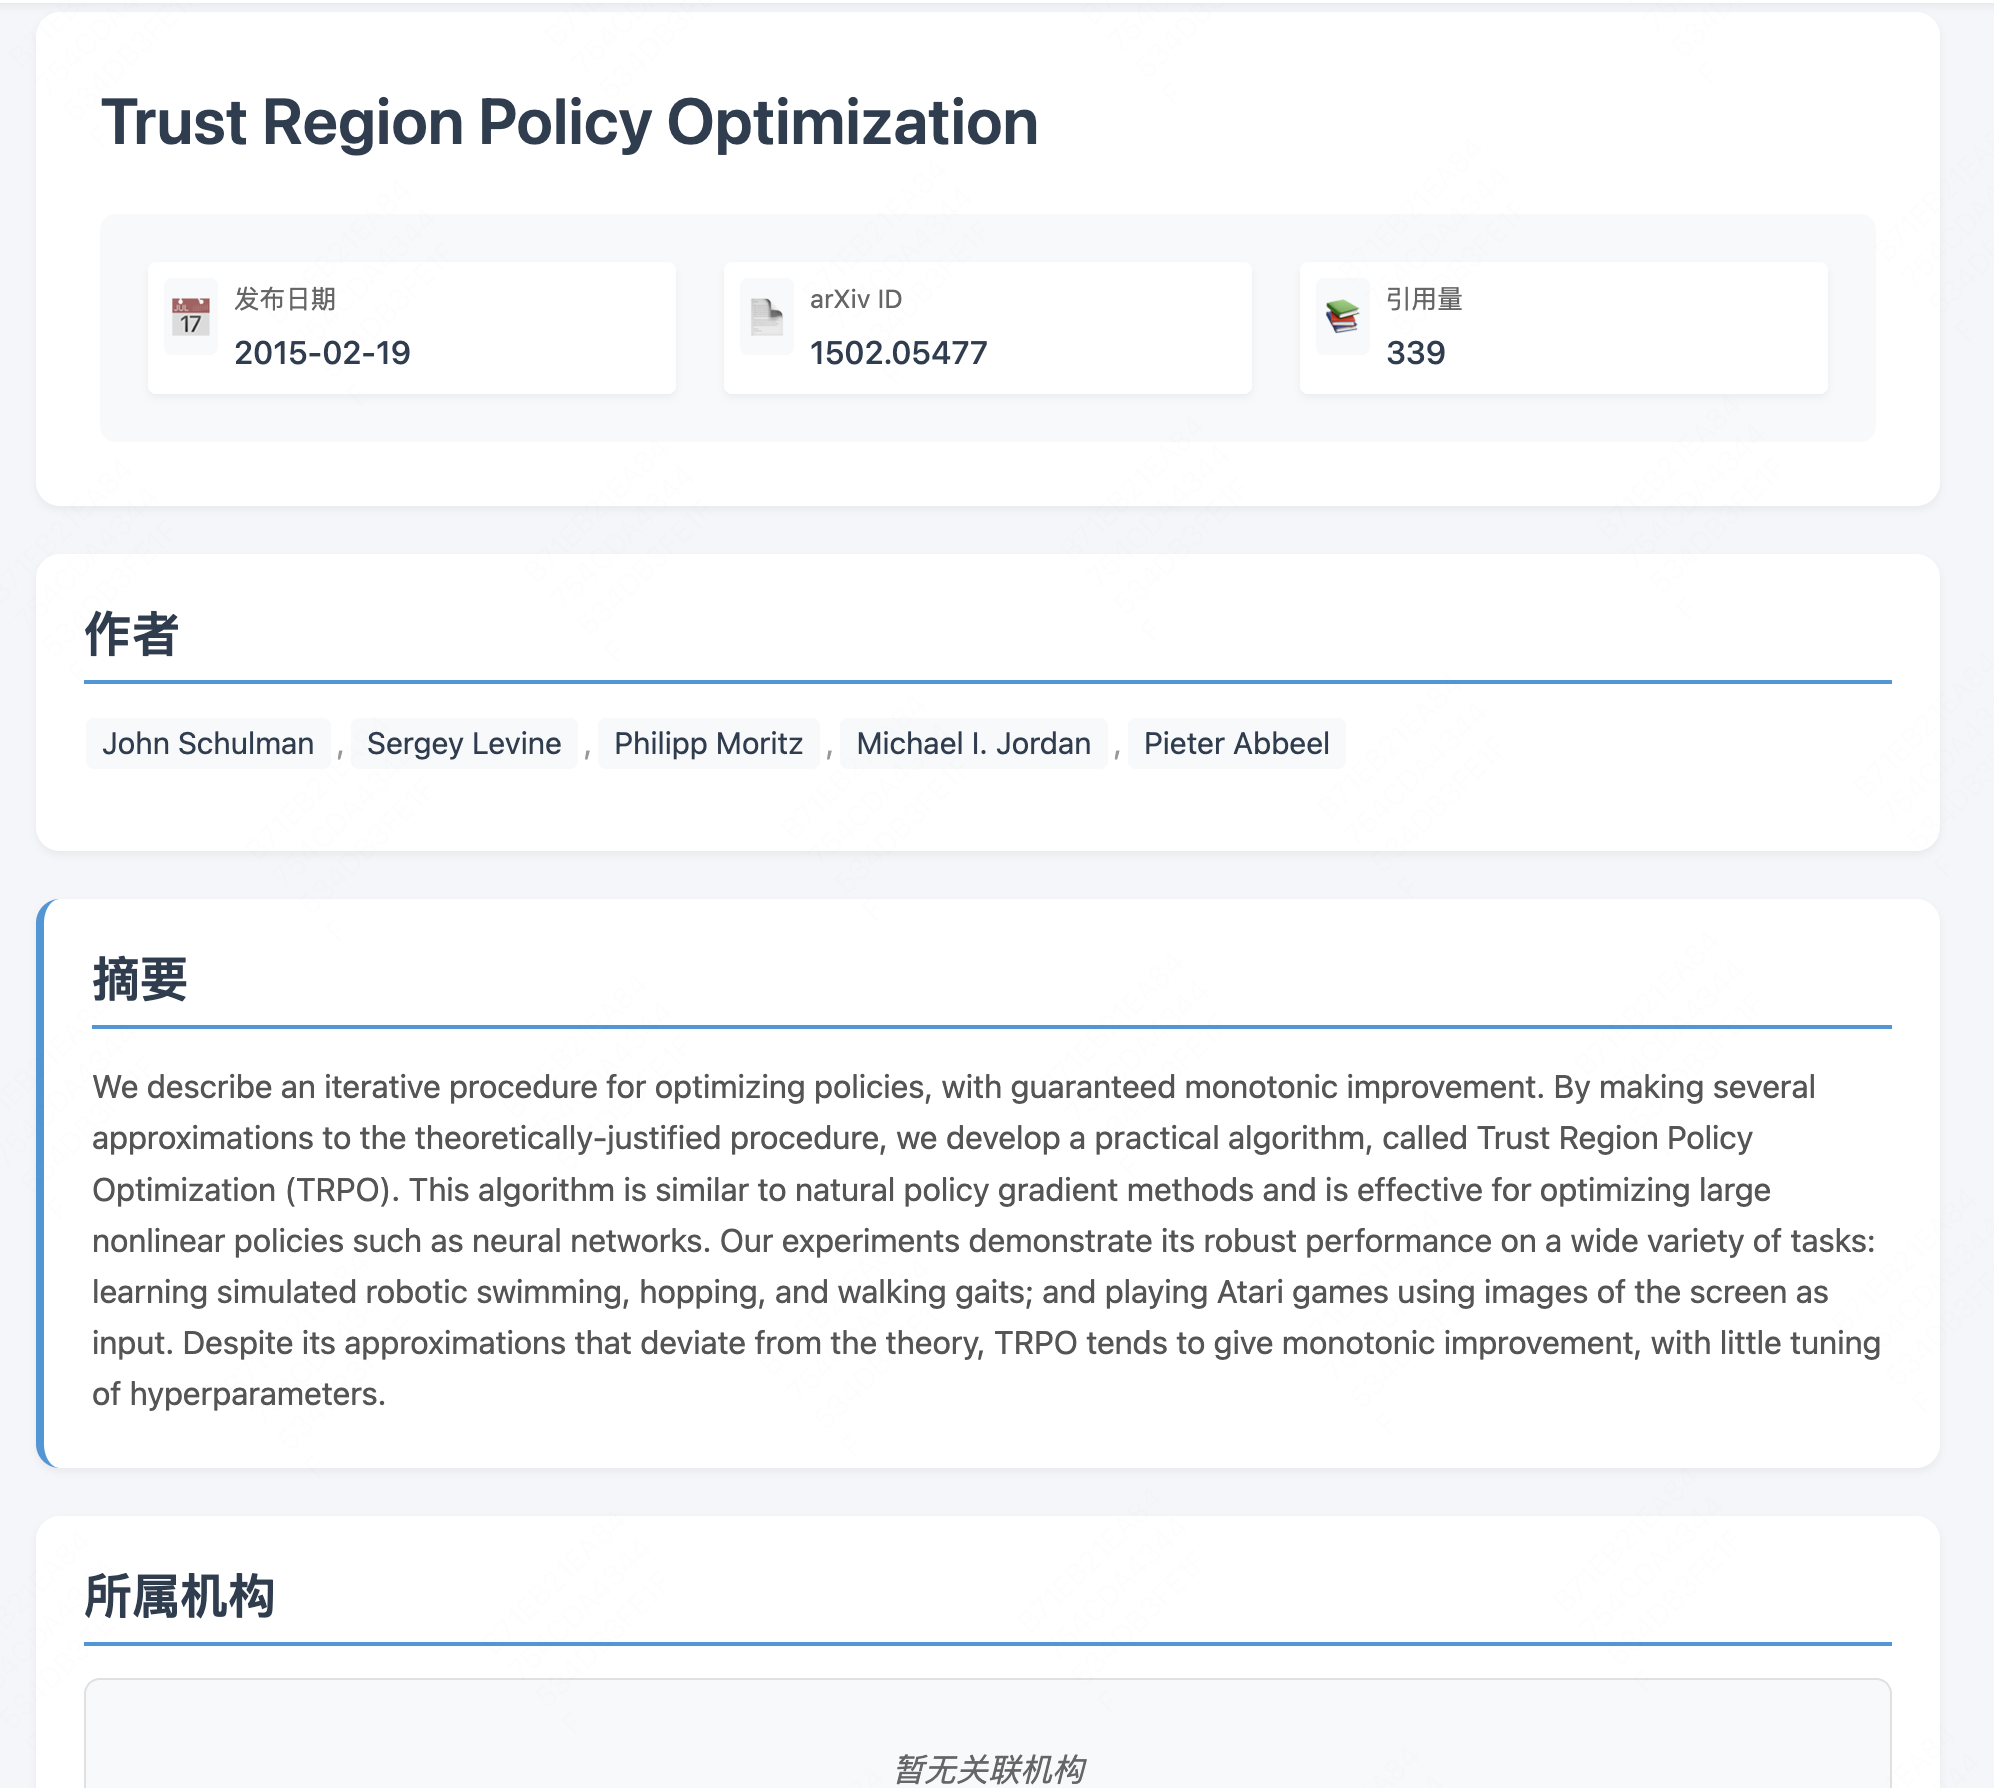 Trust Region Policy Optimization
JUL
17
发布日期
2015-02-19
arXiv ID
1502.05477
引用量
339
作者
John Schulman , Sergey Levine , Philipp Moritz , Michael I. Jordan , Pieter Abbeel
摘要
We describe an iterative procedure for optimizing policies, with guaranteed monotonic improvement. By making several
approximations to the theoretically-justified procedure, we develop a practical algorithm, called Trust Region Policy
Optimization (TRPO). This algorithm is similar to natural policy gradient methods and is effective for optimizing large
nonlinear policies such as neural networks. Our experiments demonstrate its robust performance on a wide variety of tasks:
learning simulated robotic swimming, hopping, and walking gaits; and playing Atari games using images of the screen as
input. Despite its approximations that deviate from the theory, TRPO tends to give monotonic improvement, with little tuning
of hyperparameters.
所属机构
暂无关联机构